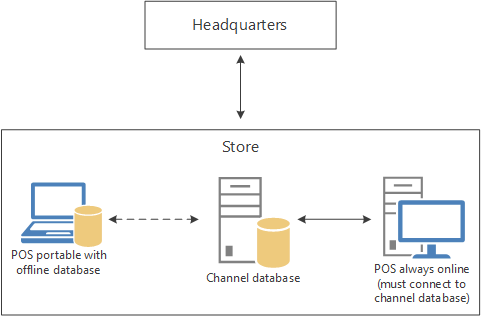 Headquarters
Store
POS portable with
offline database
Channel database
POS always online
(must connect to
channel database)